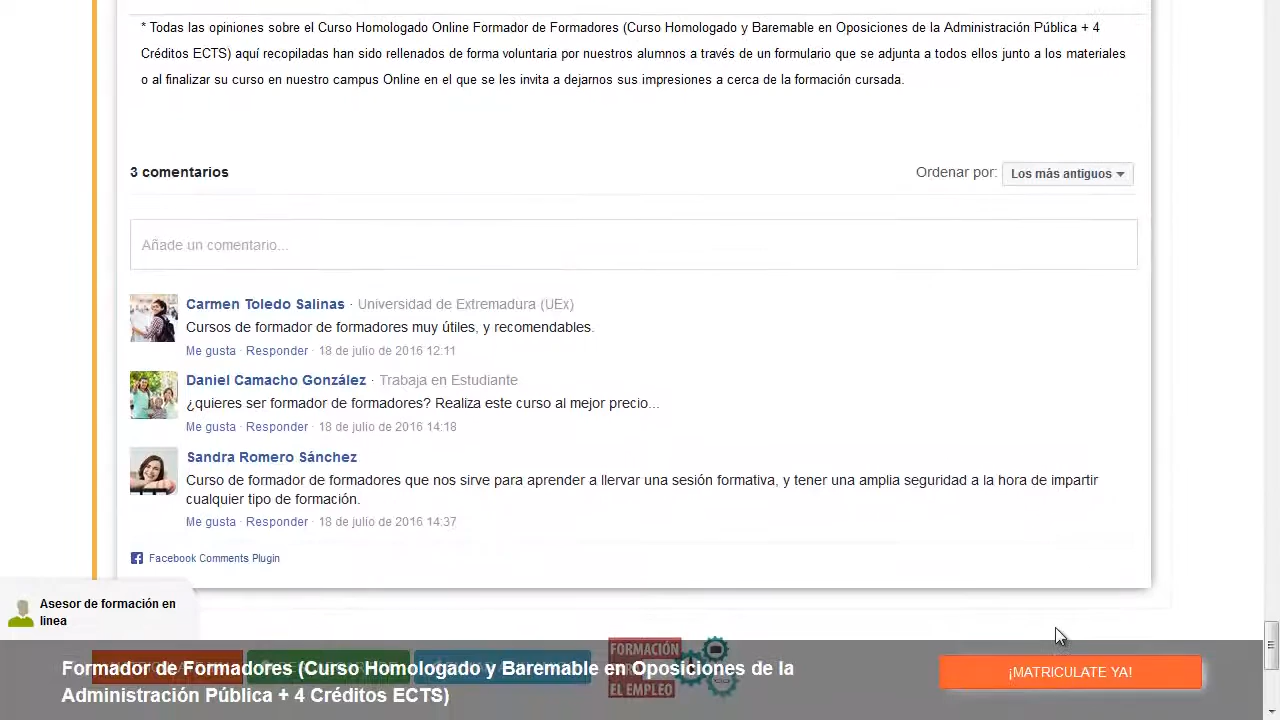 * Todas las opiniones sobre el Curso Homologado Online Formador de Formadores (Curso Homologado y Baremable en Oposiciones de la Administración Pública + 4
Créditos ECTS) aquí recopiladas han sido rellenados de forma voluntaria por nuestros alumnos a través de un formulario que se adjunta a todos ellos junto a los materiales
o al finalizar su curso en nuestro campus Online en el que se les invita a dejarnos sus impresiones a cerca de la formación cursada.
3 comentarios
Ordenar por: Los más antiguos
Añade un comentario...
Carmen Toledo Salinas · Universidad de Extremadura (UEx)
Cursos de formador de formadores muy útiles, y recomendables.
Me gusta · Responder · 18 de julio de 2016 12:11
Daniel Camacho González · Trabaja en Estudiante
¿quieres ser formador de formadores? Realiza este curso al mejor precio...
Me gusta · Responder · 18 de julio de 2016 14:18
Sandra Romero Sánchez
Curso de formador de formadores que nos sirve para aprender a llervar una sesión formativa, y tener una amplia seguridad a la hora de impartir
cualquier tipo de formación.
Me gusta · Responder · 18 de julio de 2016 14:37
Facebook Comments Plugin
Asesor de formación en
linea
FORMACIÓN
EL EMPLEO
Formador de Formadores (Curso Homologado y Baremable en Oposiciones de la
Administración Pública + 4 Créditos ECTS)
¡MATRICULATE YA!